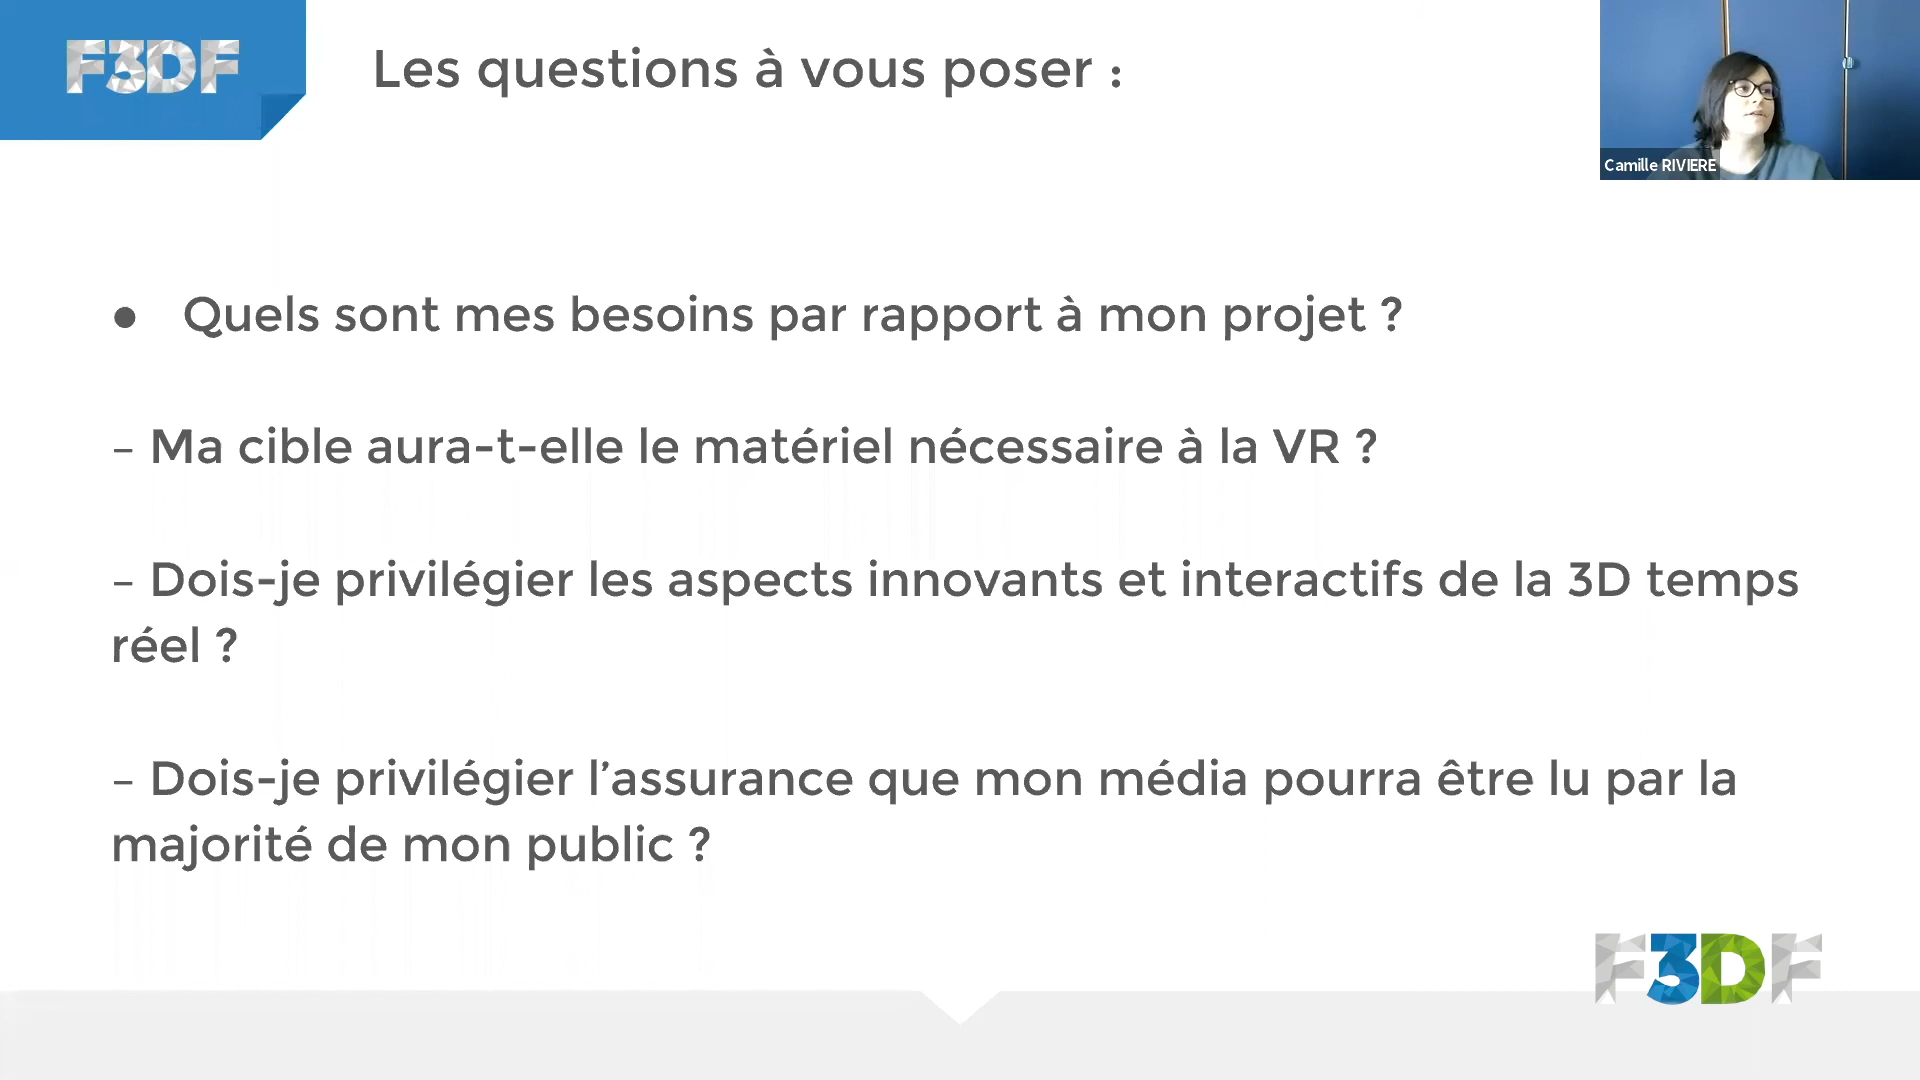 F3DF
Les questions à vous poser :
Camille RIVIERE
● Quels sont mes besoins par rapport à mon projet ?
– Ma cible aura-t-elle le matériel nécessaire à la VR ?
– Dois-je privilégier les aspects innovants et interactifs de la 3D temps
réel ?
– Dois-je privilégier l’assurance que mon média pourra être lu par la
majorité de mon public ?
F3DF